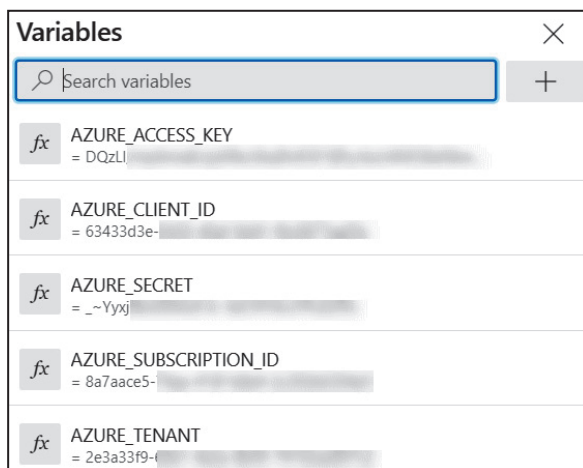 Variables
Search variables
fx AZURE_ACCESS_KEY
= DQzLI
fx AZURE_CLIENT_ID
= 63433d3e-
fx AZURE_SECRET
= _~Yyxj
fx AZURE_SUBSCRIPTION_ID
= 8a7aace5-
fx AZURE_TENANT
= 2e3a33f9-